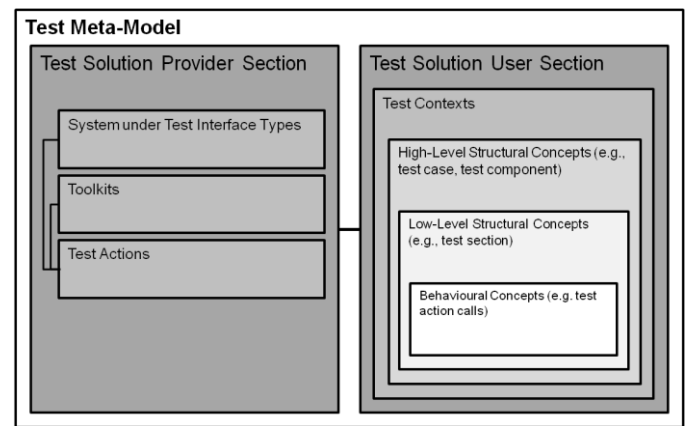 Test Meta-Model
Test Solution Provider Section
System under Test Interface Types
Toolkits
Test Actions
Test Solution User Section
Test Contexts
High-Level Structural Concepts (e.g.,
test case, test component)
Low-Level Structural Concepts
(e.g., test section)
Behavioural Concepts (e.g. test
action calls)